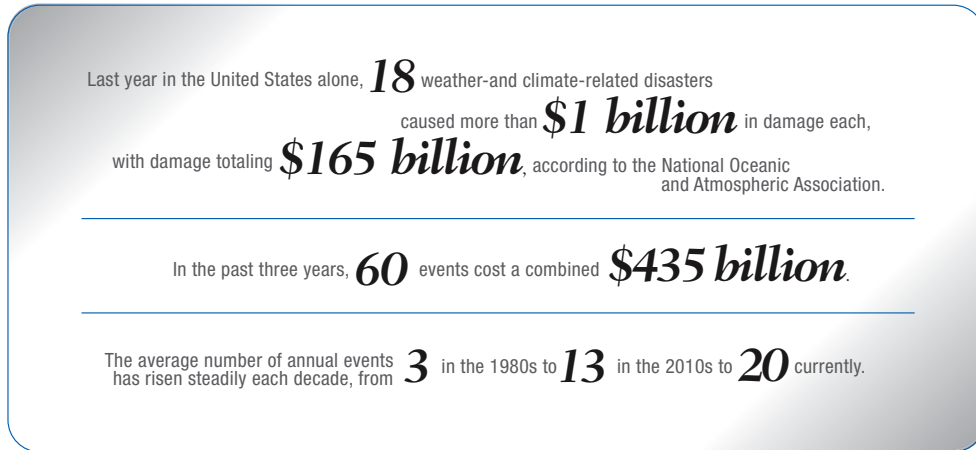 Last year in the United States alone, 18 weather-and climate-related disasters
caused more than $1 billion in damage each,
with damage totaling $165 billion, according to the National Oceanic
and Atmospheric Association.
In the past three years, 60 events cost a combined $435 billion.
The average number of annual events
has risen steadily each decade, from 3 in the 1980s to 13 in the 2010s to 20 currently.